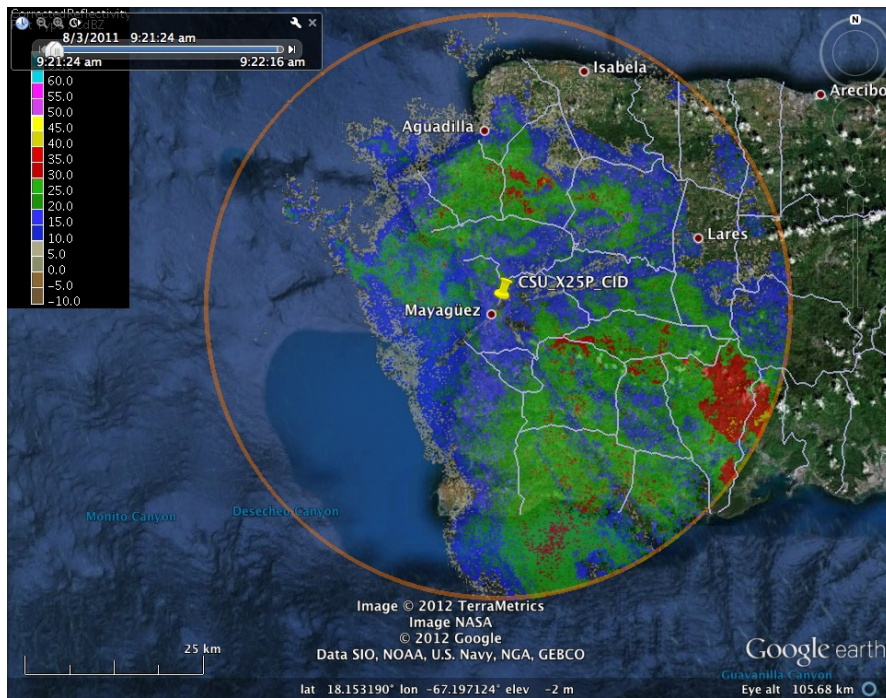 CorrectedReflectivity
8/3/2011 9:21:24 am
9:21:24 am 9:22:16 am
60.0
55.0
50.0
45.0
40.0
35.0
30.0
25.0
20.0
15.0
10.0
5.0
0.0
-5.0
-10.0
N
Isabela
Arecibo
Aguadilla
Lares
CSU_X25P_CID
Mayagüez
Monito Canyon
Desecheo Canyon
Image © 2012 TerraMetrics
Image NASA
© 2012 Google
Data SIO, NOAA, U.S. Navy, NGA, GEBCO
25 km
Google earth
Guayanilla Canyon
lat 18.153190° lon -67.197124° elev -2 m
Eye alt 105.68 km